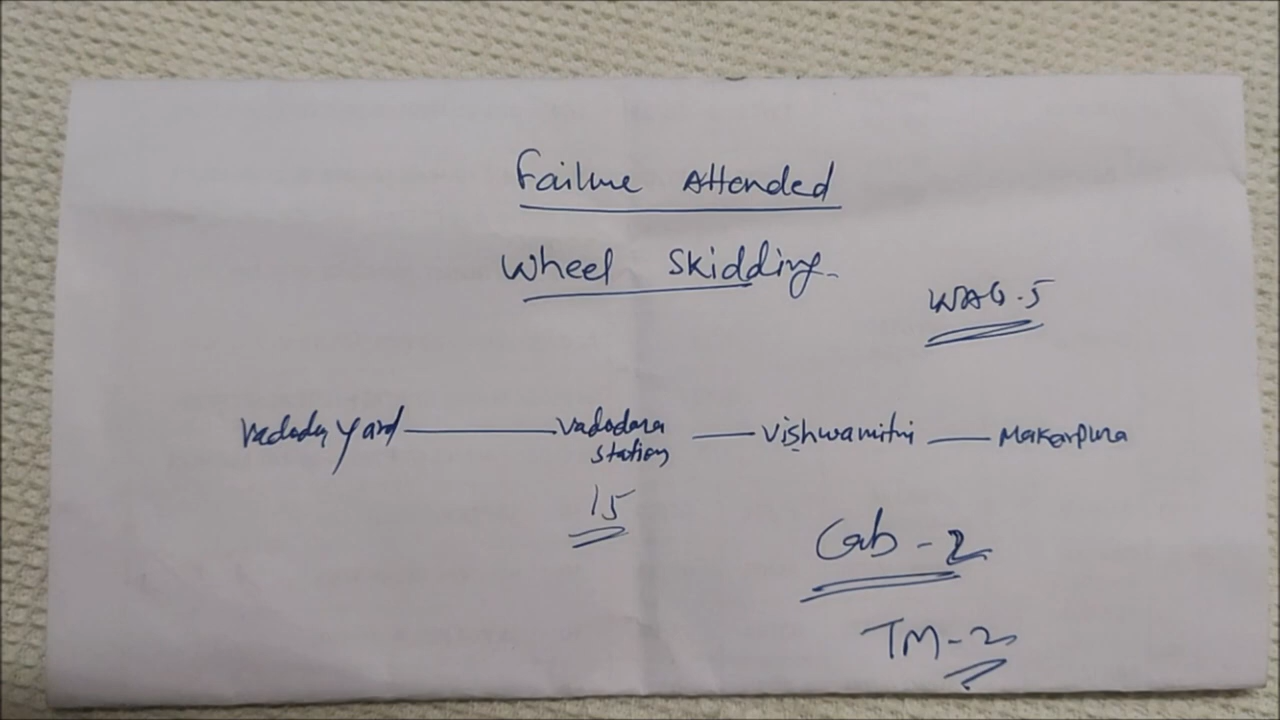 Failure Attended
Wheel Skidding.
WAG-5
Vadodara yard — Vadodara station — Vishwamitri — Makarpura
15
Cab-2
TM-2